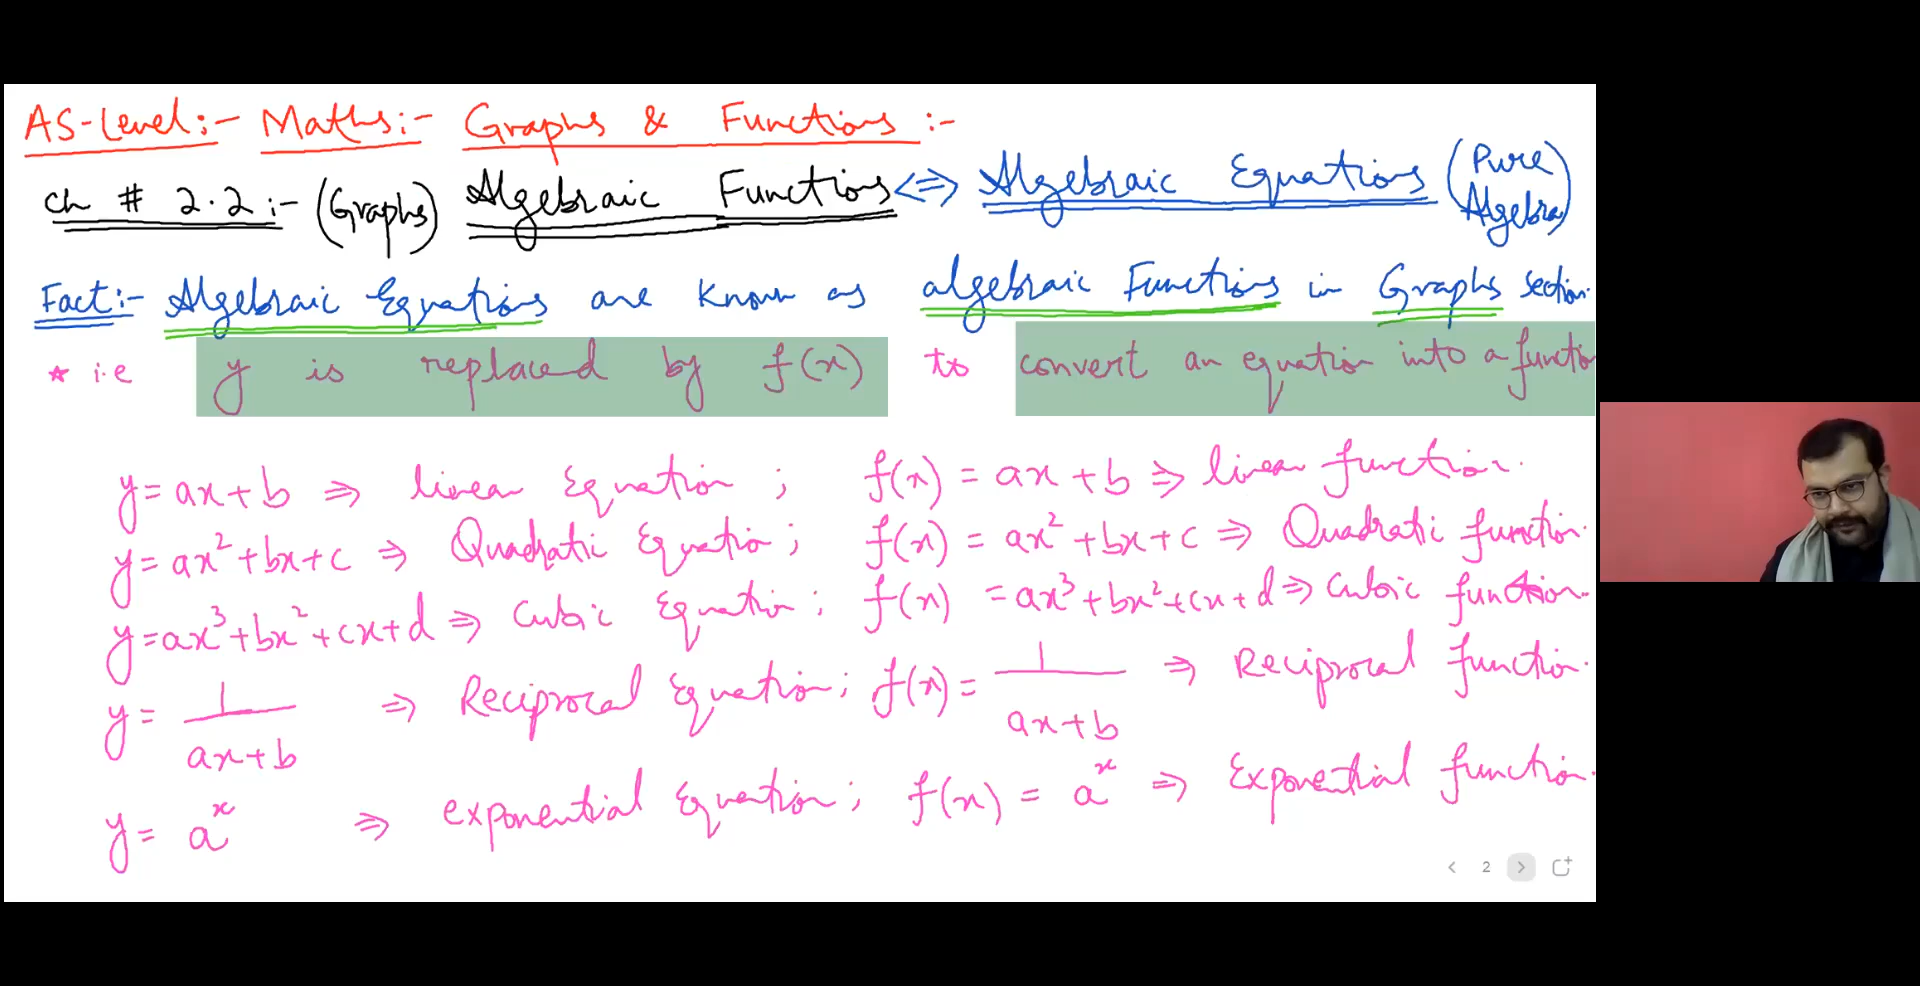 AS-Level:- Maths:- Graphs & Functions :-
Ch # 2.2:- (Graphs) Algebraic Functions <=> Algebraic Equations (Pure Algebra)
Fact:- Algebraic Equations are known as algebraic Functions in Graphs section.
* i.e y is replaced by f(x) to convert an equation into a functio
y = ax + b ⇒ linear Equation ; f(x) = ax + b ⇒ linear function.
y = ax² + bx + c ⇒ Quadratic Equation ; f(x) = ax² + bx + c ⇒ Quadratic function.
y = ax³ + bx² + cx + d ⇒ Cubic Equation ; f(x) = ax³ + bx² + cx + d ⇒ Cubic function.
y = 1/(ax + b) ⇒ Reciprocal Equation ; f(x) = 1/(ax + b) ⇒ Reciprocal function.
y = aˣ ⇒ exponential Equation ; f(x) = aˣ ⇒ Exponential function.
2